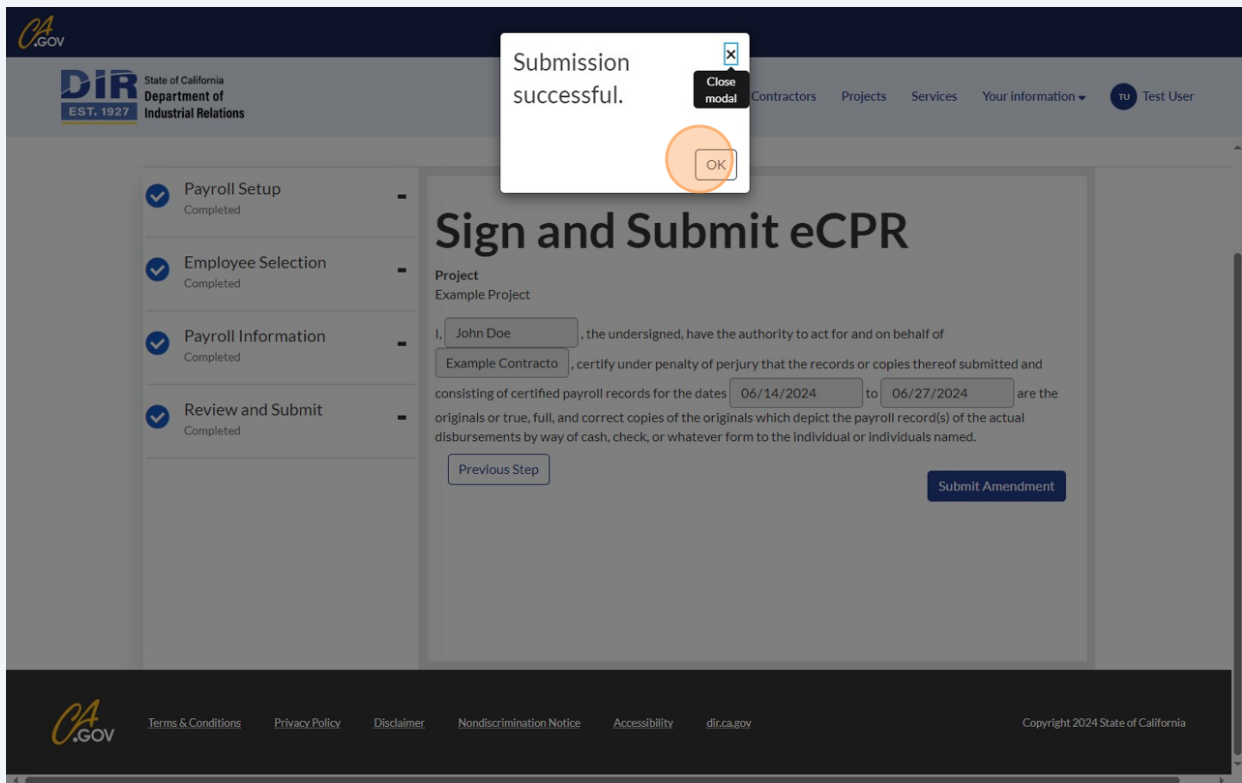 CA
.GOV
Submission
successful.
×
Close
modal
OK
DIR
EST. 1927
State of California
Department of
Industrial Relations
Contractors Projects Services Your information TU Test User
Payroll Setup
Completed
Employee Selection
Completed
Payroll Information
Completed
Review and Submit
Completed
Sign and Submit eCPR
Project
Example Project
I, John Doe , the undersigned, have the authority to act for and on behalf of
Example Contracto , certify under penalty of perjury that the records or copies thereof submitted and
consisting of certified payroll records for the dates 06/14/2024 to 06/27/2024 are the
originals or true, full, and correct copies of the originals which depict the payroll record(s) of the actual
disbursements by way of cash, check, or whatever form to the individual or individuals named.
Previous Step
Submit Amendment
CA
.GOV
Terms & Conditions Privacy Policy Disclaimer Nondiscrimination Notice Accessibility dir.ca.gov Copyright 2024 State of California